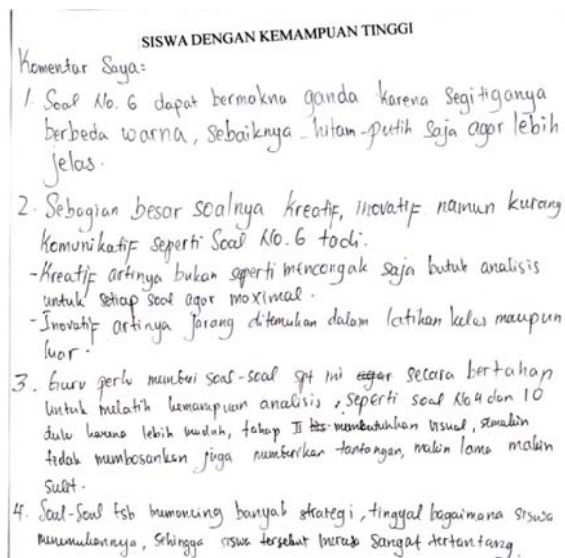 SISWA DENGAN KEMAMPUAN TINGGI
Komentar Saya:
1. Soal No. 6 dapat bermakna ganda karena segitiganya
berbeda warna, sebaiknya hitam-putih saja agar lebih
jelas.
2. Sebagian besar soalnya kreatif, inovatif namun kurang
komunikatif seperti Soal No. 6 tadi.
-Kreatif artinya bukan seperti mencongak saja butuh analisis
untuk setiap soal agar maximal.
-Inovatif artinya jarang ditemukan dalam latihan kelas maupun
luar.
3. Guru perlu memberi soal-soal spt ini agar secara bertahap
untuk melatih kemampuan analisis, seperti soal No 4 dan 10
dulu karena lebih mudah, tahap II membutuhkan visual, semakin
tidak membosankan juga memberikan tantangan, makin lama makin
sulit.
4. Soal-Soal tsb memancing banyak strategi, tinggal bagaimana siswa
menemukannya, sehingga siswa tersebut merasa sangat tertantang